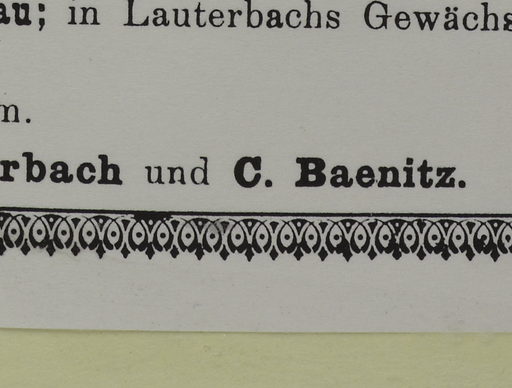 au; in Lauterbachs Gewächs
m.
rbach und C. Baenitz.